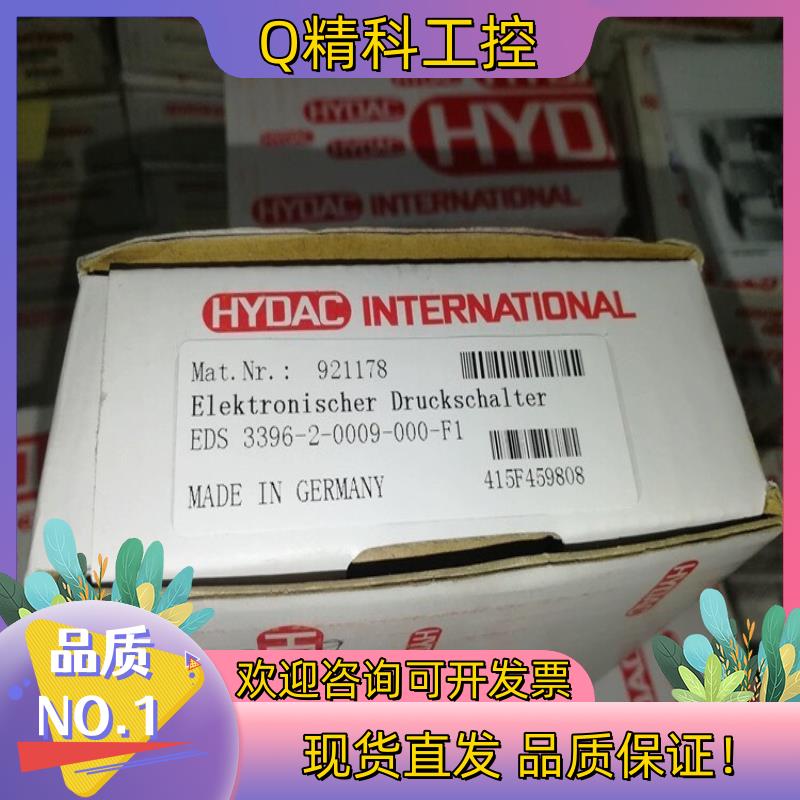 Q精科工控
HYD
HYDAC INTERNATIONAL
HYDAC INTERNATIONAL
Mat.Nr.: 921178
Elektronischer Druckschalter
EDS 3396-2-0009-000-F1
MADE IN GERMANY
415F459808
HYDAC
品质
NO.1
欢迎咨询可开发票
现货直发 品质保证!